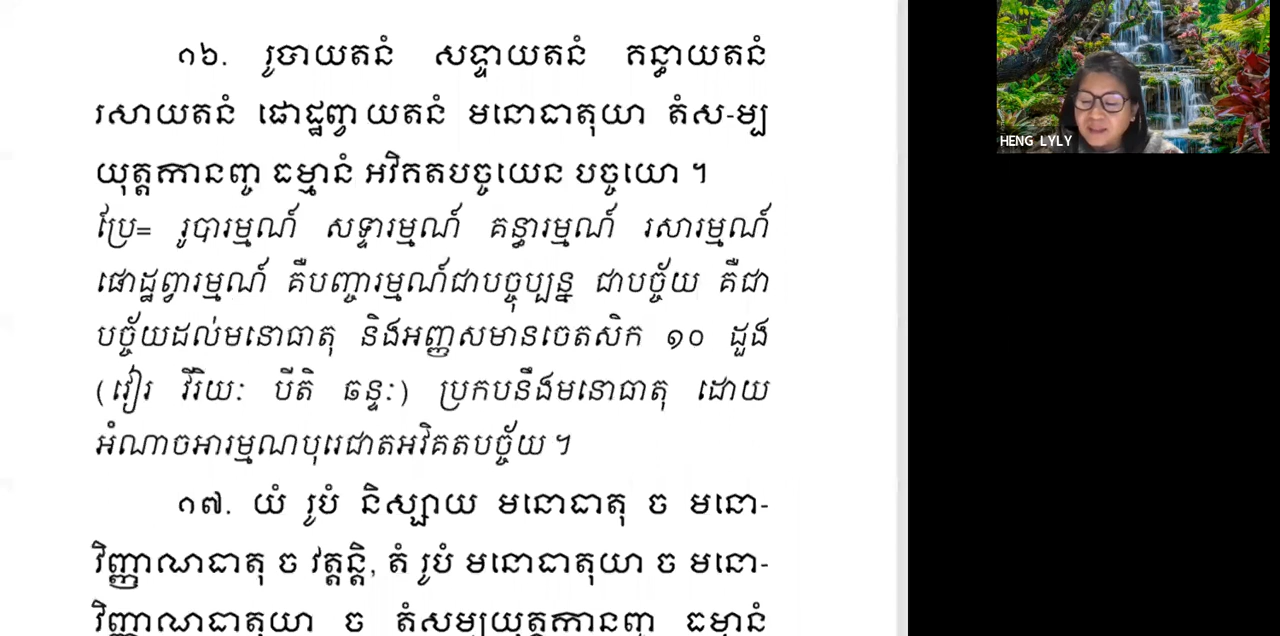 ១៦. រូបាយតនំ សទ្ទាយតនំ គន្ធាយតនំ
រសាយតនំ ផោដ្ឋញ្វា យតនំ មនោធាតុយា តំស-ម្ប
យុត្តកានញ្ច ធម្មានំ អវិគតបច្ចយេន បច្ចយោ ។
ប្រែ= រូបារម្មណ៍ សទ្ទារម្មណ៍ គន្ធារម្មណ៍ រសារម្មណ៍
ផោដ្ឋព្វារម្មណ៍ គឺបញ្ចារម្មណ៍ជាបច្ចុប្បន្ន ជាបច្ច័យ គឺជា
បច្ច័យដល់មនោធាតុ និងអញ្ញសមានចេតសិក ១០ ដួង
(វៀរ វីរិយៈ បីតិ ឆន្ទៈ) ប្រកបនឹងមនោធាតុ ដោយ
អំណាចអារម្មណបុរេជាតអវិគតបច្ច័យ ។
១៧. យំ រូបំ និស្សាយ មនោធាតុ ច មនោ-
វិញ្ញាណធាតុ ច វត្តន្តិ, តំ រូបំ មនោធាតុយា ច មនោ-
វិញ្ញាណធាតុយា ច តំសម្បយុត្តកានញ្ច ធម្មានំ
HENG LYLY